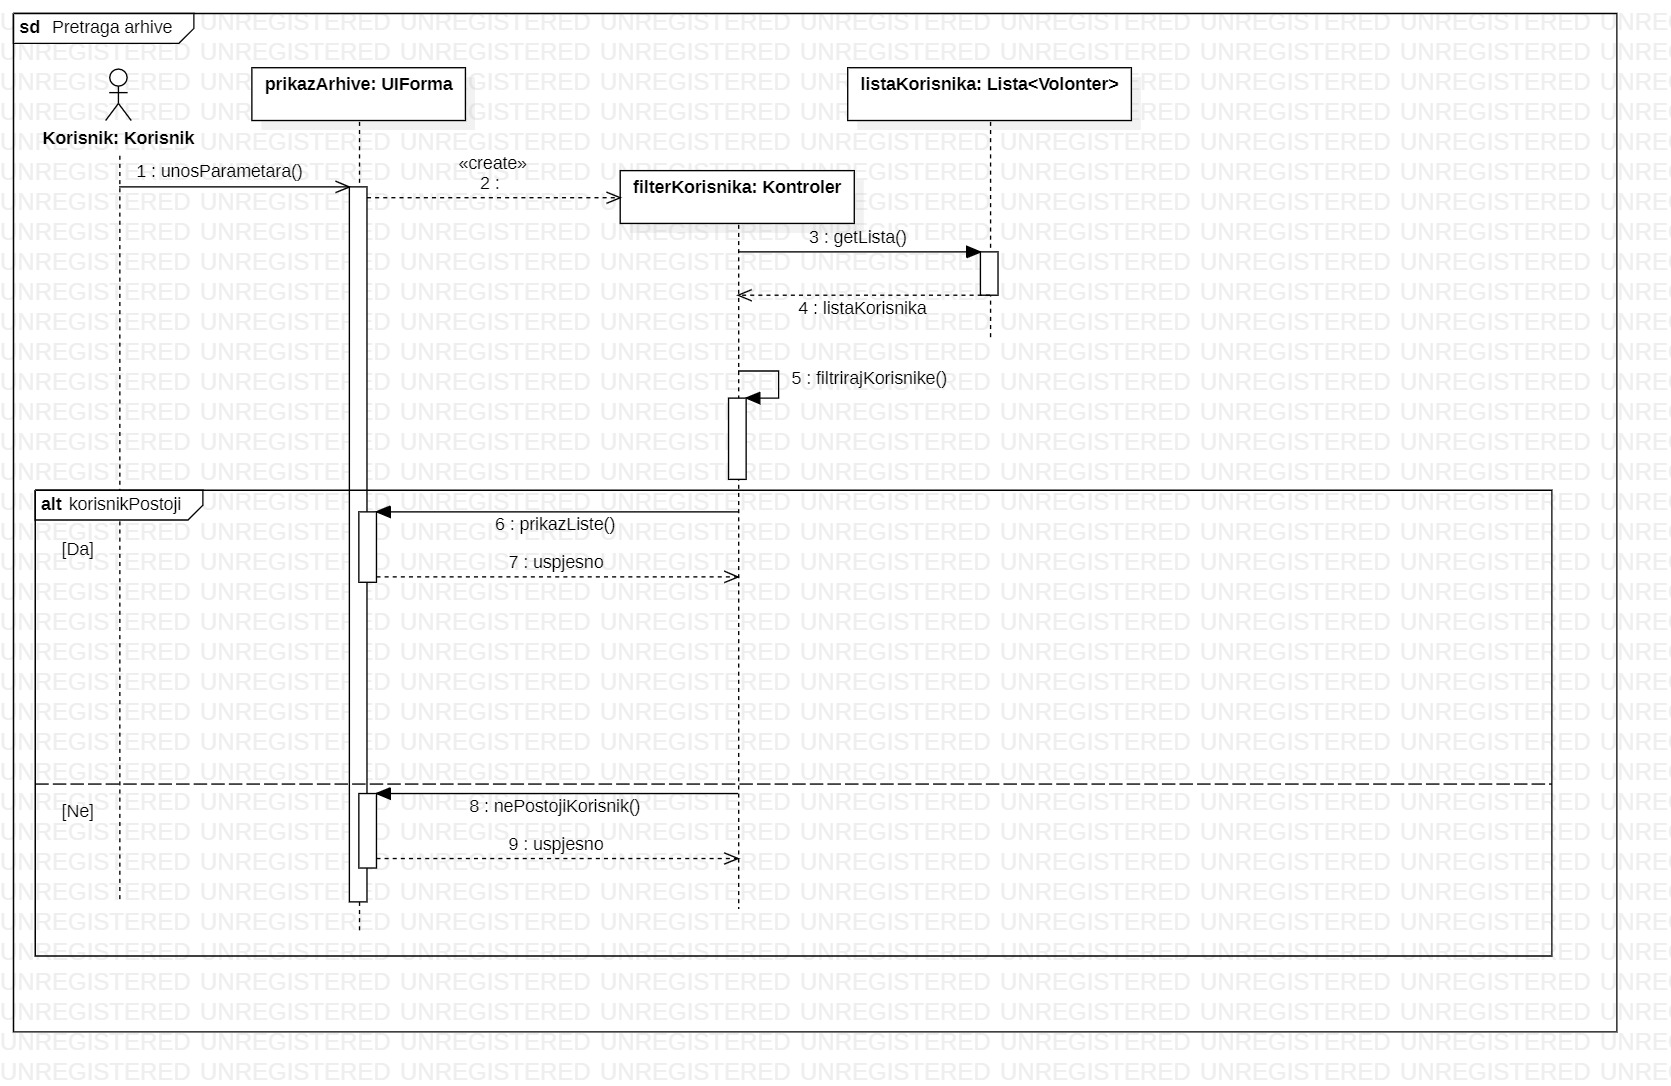 sd Pretraga arhive
prikazArhive: UIForma
listaKorisnika: Lista<Volonter>
Korisnik: Korisnik
1 : unosParametara()
«create»
2 :
filterKorisnika: Kontroler
3 : getLista()
4 : listaKorisnika
5 : filtrirajKorisnike()
alt korisnikPostoji
6 : prikazListe()
[Da]
7 : uspjesno
8 : nePostojiKorisnik()
[Ne]
9 : uspjesno
UNREGISTERED